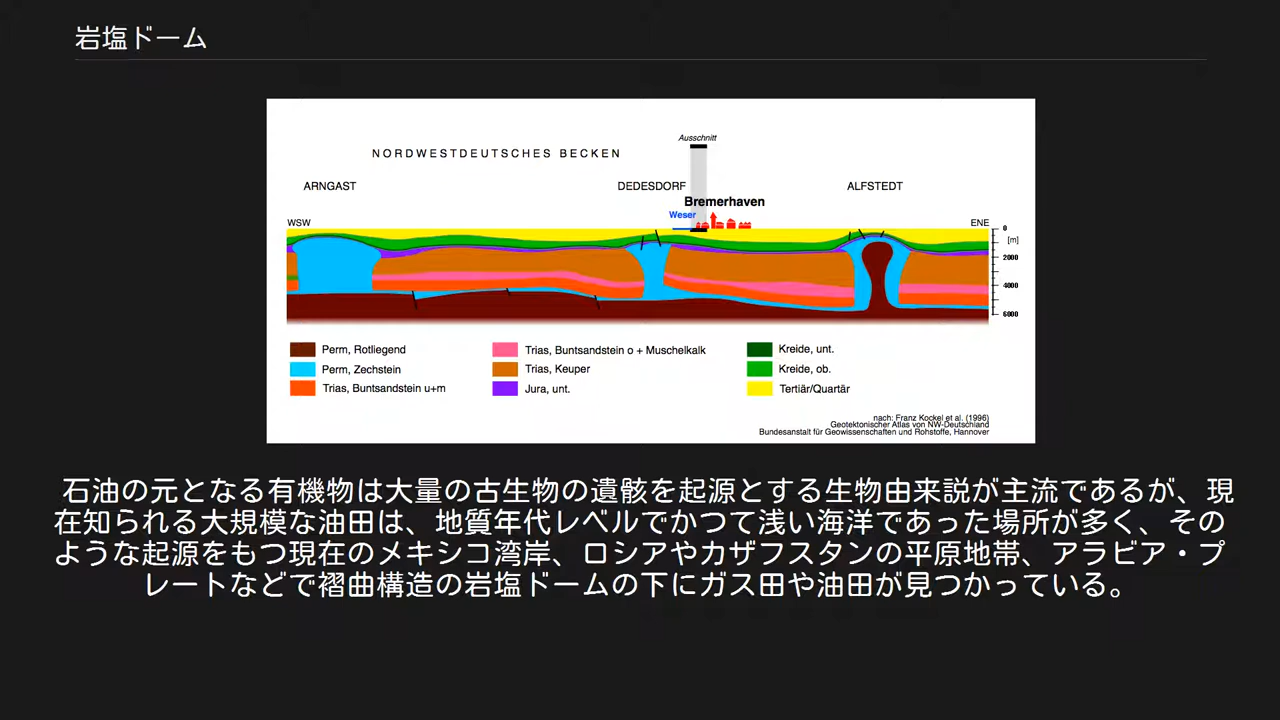 岩塩ドーム
Ausschnitt
NORDWESTDEUTSCHES BECKEN
ARNGAST
DEDESDORF
ALFSTEDT
Bremerhaven
Weser
WSW
ENE
0
[m]
2000
4000
6000
Perm, Rotliegend
Perm, Zechstein
Trias, Buntsandstein u+m
Trias, Buntsandstein o + Muschelkalk
Trias, Keuper
Jura, unt.
Kreide, unt.
Kreide, ob.
Tertiär/Quartär
nach: Franz Kockel et al. (1996)
Geotektonischer Atlas von NW-Deutschland
Bundesanstalt für Geowissenschaften und Rohstoffe, Hannover
石油の元となる有機物は大量の古生物の遺骸を起源とする生物由来説が主流であるが、現
在知られる大規模な油田は、地質年代レベルでかつて浅い海洋であった場所が多く、その
ような起源をもつ現在のメキシコ湾岸、ロシアやカザフスタンの平原地帯、アラビア・プ
レートなどで褶曲構造の岩塩ドームの下にガス田や油田が見つかっている。